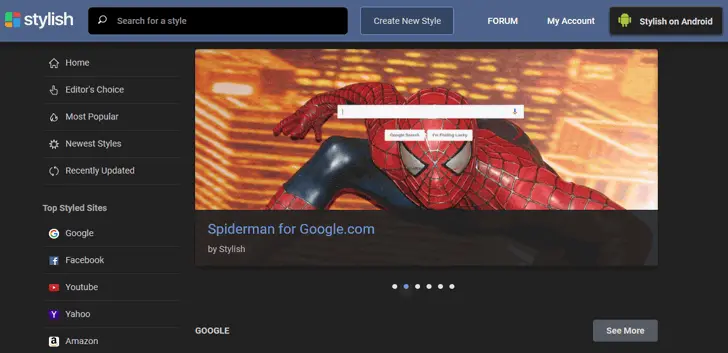 stylish
Search for a style
Create New Style
FORUM
My Account
Stylish on Android
Home
Editor's Choice
Most Popular
Newest Styles
Recently Updated
Top Styled Sites
Google
Facebook
Youtube
Yahoo
Amazon
Google Search
I'm Feeling Lucky
Spiderman for Google.com
by Stylish
GOOGLE
See More